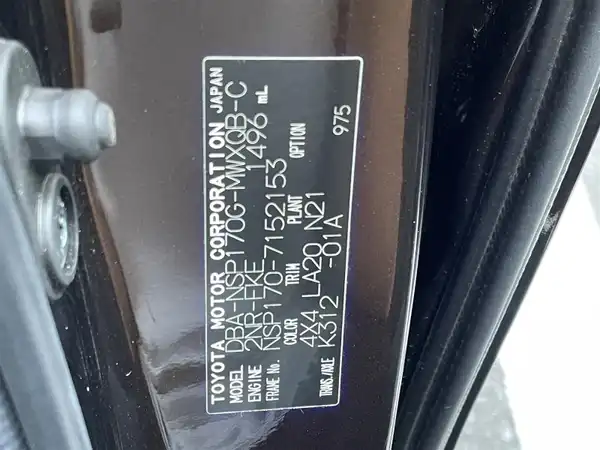 TOYOTA MOTOR CORPORATION JAPAN
MODEL DBA-NSP170G-MWXQB-C
ENGINE 2NR-FKE 1496 mL
FRAME No. NSP170-7152153
COLOR TRIM PLANT OPTION
4X4 LA20 N21 975
TRANS./AXLE K312 -01A